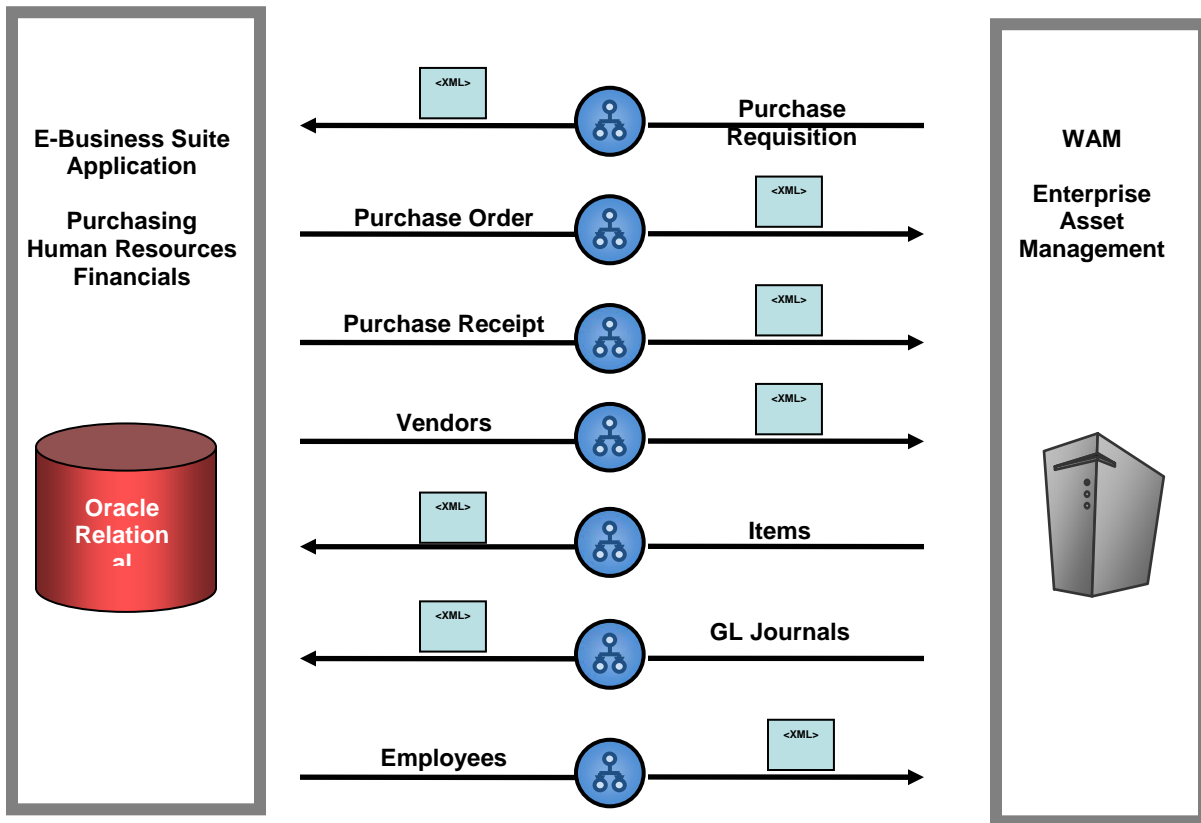 E-Business Suite
Application
Purchasing
Human Resources
Financials
Oracle
Relation
al
<XML>
Purchase
Requisition
Purchase Order
<XML>
Purchase Receipt
<XML>
Vendors
<XML>
<XML>
Items
<XML>
GL Journals
Employees
<XML>
WAM
Enterprise
Asset
Management